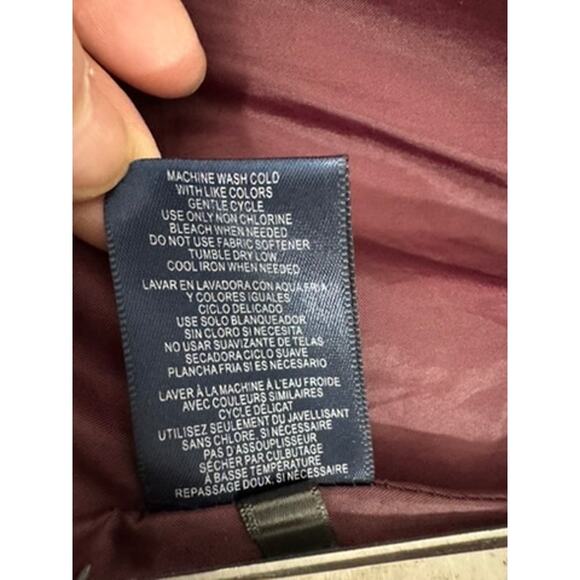 MACHINE WASH COLD
WITH LIKE COLORS
GENTLE CYCLE
USE ONLY NON CHLORINE
BLEACH WHEN NEEDED
DO NOT USE FABRIC SOFTENER
TUMBLE DRY LOW
COOL IRON WHEN NEEDED
LAVAR EN LAVADORA CON AQUA FRIA
Y COLORES IGUALES
CICLO DELICADO
USE SOLO BLANQUEADOR
SIN CLORO SI NECESITA
NO USAR SUAVIZANTE DE TELAS
SECADORA CICLO SUAVE
PLANCHA FRIA SI ES NECESARIO
LAVER À LA MACHINE À L'EAU FROIDE
AVEC COULEURS SIMILAIRES
CYCLE DÉLICAT
UTILISEZ SEULEMENT DU JAVELLISANT
SANS CHLORE, SI NÉCESSAIRE
PAS D'ASSOUPLISSEUR
SÉCHER PAR CULBUTAGE
À BASSE TEMPÉRATURE
REPASSAGE DOUX, SI NÉCESSAIRE